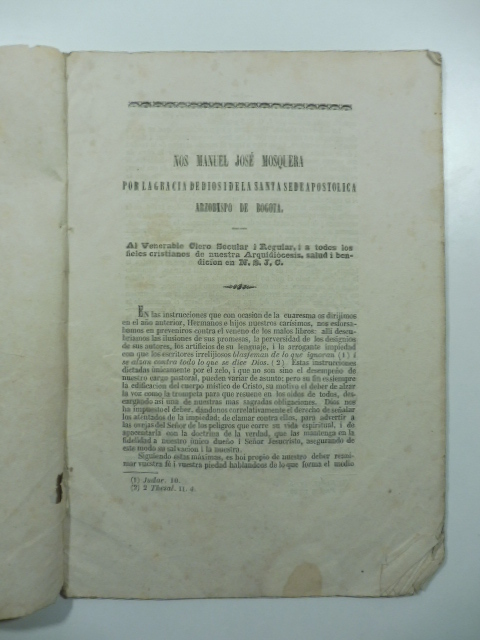 NOS MANUEL JOSÉ MOSQUERA
POR LA GRACIA DE DIOS I DE LA SANTA SEDE APOSTOLICA
ARZOBISPO DE BOGOTA.
Al Venerable Clero Secular i Regular, i a todos los
fieles cristianos de nuestra Arquidiócesis, salud i ben-
dicion en N. S. J. C.
En las instrucciones que con ocasion de la cuaresma os dirijimos
en el año anterior, Hermanos e hijos nuestros carísimos, nos esforzá-
bamos en preveniros contra el veneno de los malos libros: allí descu-
bríamos las ilusiones de sus promesas, la perversidad de los designios
de sus autores, los artificios de su lenguaje, i la arrogante impiedad
con que los escritores irrelijiosos blasfeman de lo que ignoran (1) i
se alzan contra todo lo que se dice Dios. (2). Estas instrucciones
dictadas únicamente por el zelo, i que no son sino el desempeño de
nuestro cargo pastoral, pueden variar de asunto; pero su fin es siempre
la edificacion del cuerpo místico de Cristo, su motivo el deber de alzar
la voz como la trompeta para que resuene en los oidos de todos, des-
cargando así una de nuestras mas sagradas obligaciones. Dios nos
ha impuesto el deber, dándonos correlativamente el derecho de señalar
los atentados de la impiedad; de clamar contra ellos, para advertir a
las ovejas del Señor de los peligros que corre su vida espiritual, i de
apacentarla con la doctrina de la verdad, que las mantenga en la
fidelidad a nuestro único dueño i Señor Jesucristo, asegurando de
este modo su salvacion i la nuestra.
Siguiendo estas máximas, es hoi propio de nuestro deber reani-
mar vuestra fé i vuestra piedad hablándoos de lo que forma el medio
(1) Judae. 10.
(2) 2 Thesal. II. 4.